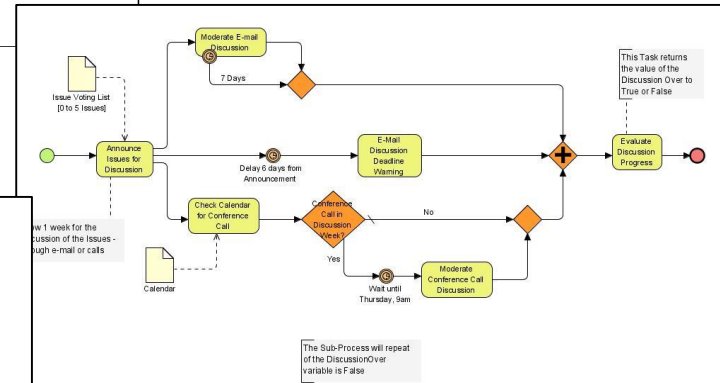 Moderate E-mail
Discussion
7 Days
This Task returns
the value of the
Discussion Over to
True or False
Issue Voting List
[0 to 5 Issues]
Announce
Issues for
Discussion
Delay 6 days from
Announcement
E-Mail
Discussion
Deadline
Warning
Evaluate
Discussion
Progress
Check Calendar
for Conference
Call
Conference
Call in
Discussion
Week?
No
Yes
1 week for the
of the Issues -
e-mail or calls
Calendar
Wait until
Thursday, 9am
Moderate
Conference Call
Discussion
The Sub-Process will repeat
of the DiscussionOver
variable is False